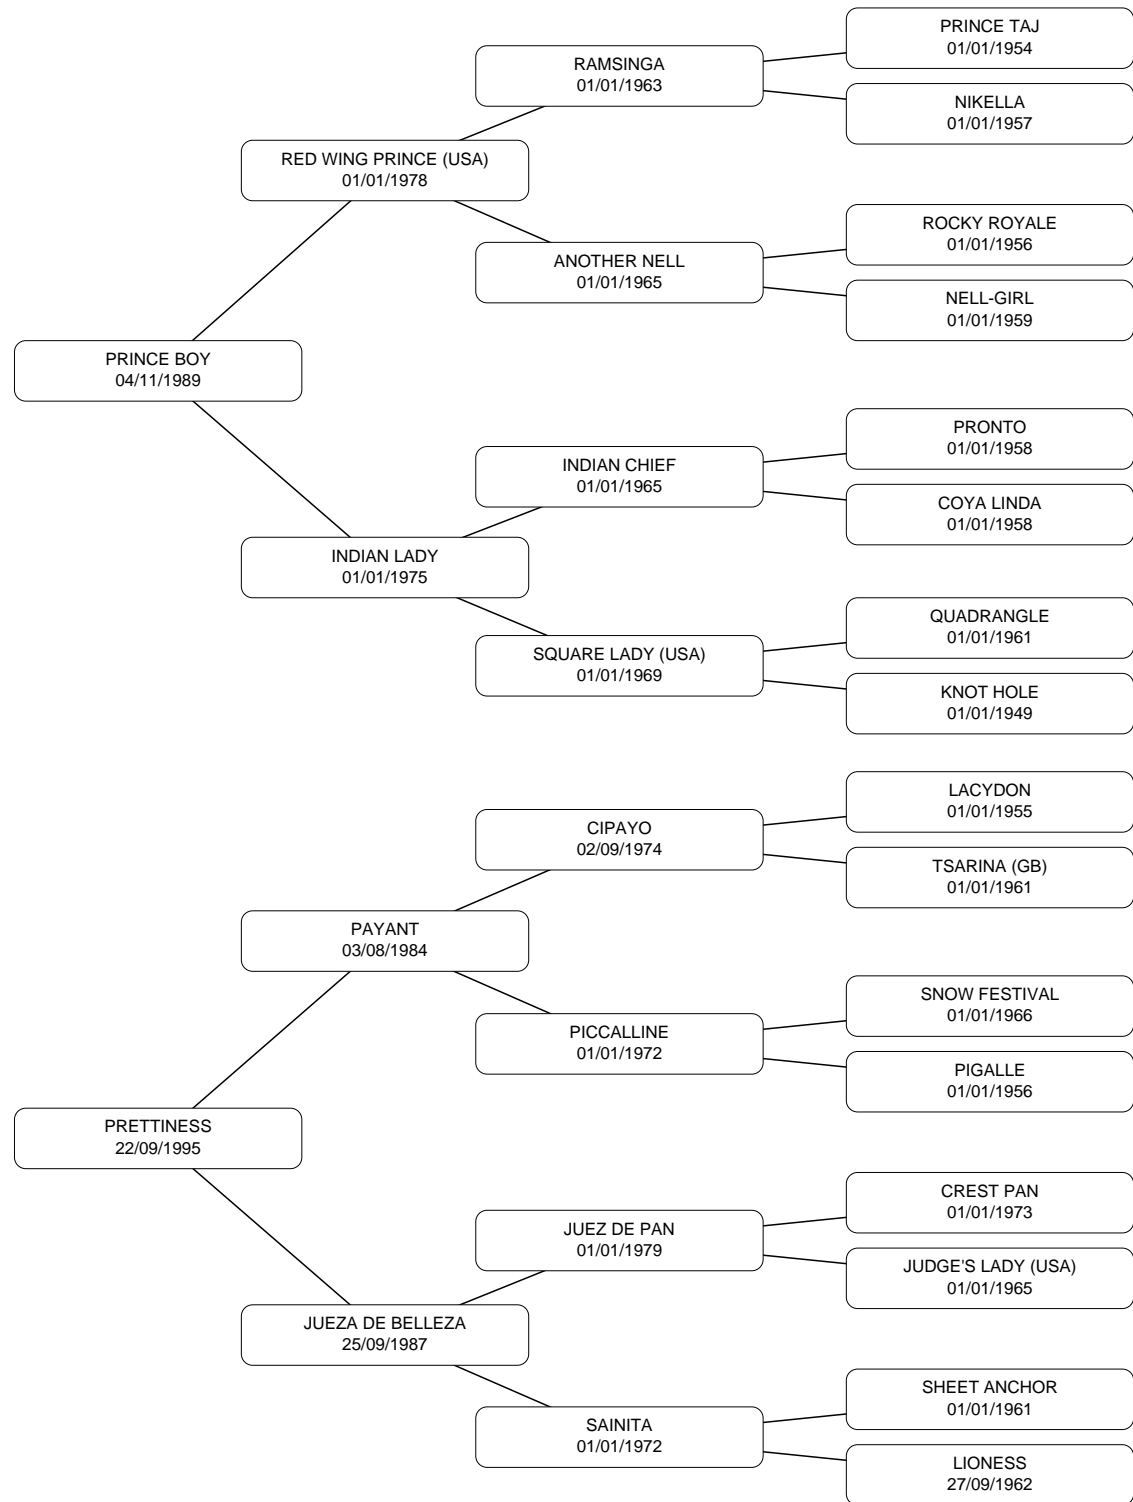 PRINCE TAJ
01/01/1954
RAMSINGA
01/01/1963
NIKELLA
01/01/1957
RED WING PRINCE (USA)
01/01/1978
ROCKY ROYALE
01/01/1956
ANOTHER NELL
01/01/1965
NELL-GIRL
01/01/1959
PRINCE BOY
04/11/1989
PRONTO
01/01/1958
INDIAN CHIEF
01/01/1965
COYA LINDA
01/01/1958
INDIAN LADY
01/01/1975
QUADRANGLE
01/01/1961
SQUARE LADY (USA)
01/01/1969
KNOT HOLE
01/01/1949
LACYDON
01/01/1955
CIPAYO
02/09/1974
TSARINA (GB)
01/01/1961
PAYANT
03/08/1984
SNOW FESTIVAL
01/01/1966
PICCALLINE
01/01/1972
PIGALLE
01/01/1956
PRETTINESS
22/09/1995
CREST PAN
01/01/1973
JUEZ DE PAN
01/01/1979
JUDGE'S LADY (USA)
01/01/1965
JUEZA DE BELLEZA
25/09/1987
SHEET ANCHOR
01/01/1961
SAINITA
01/01/1972
LIONESS
27/09/1962